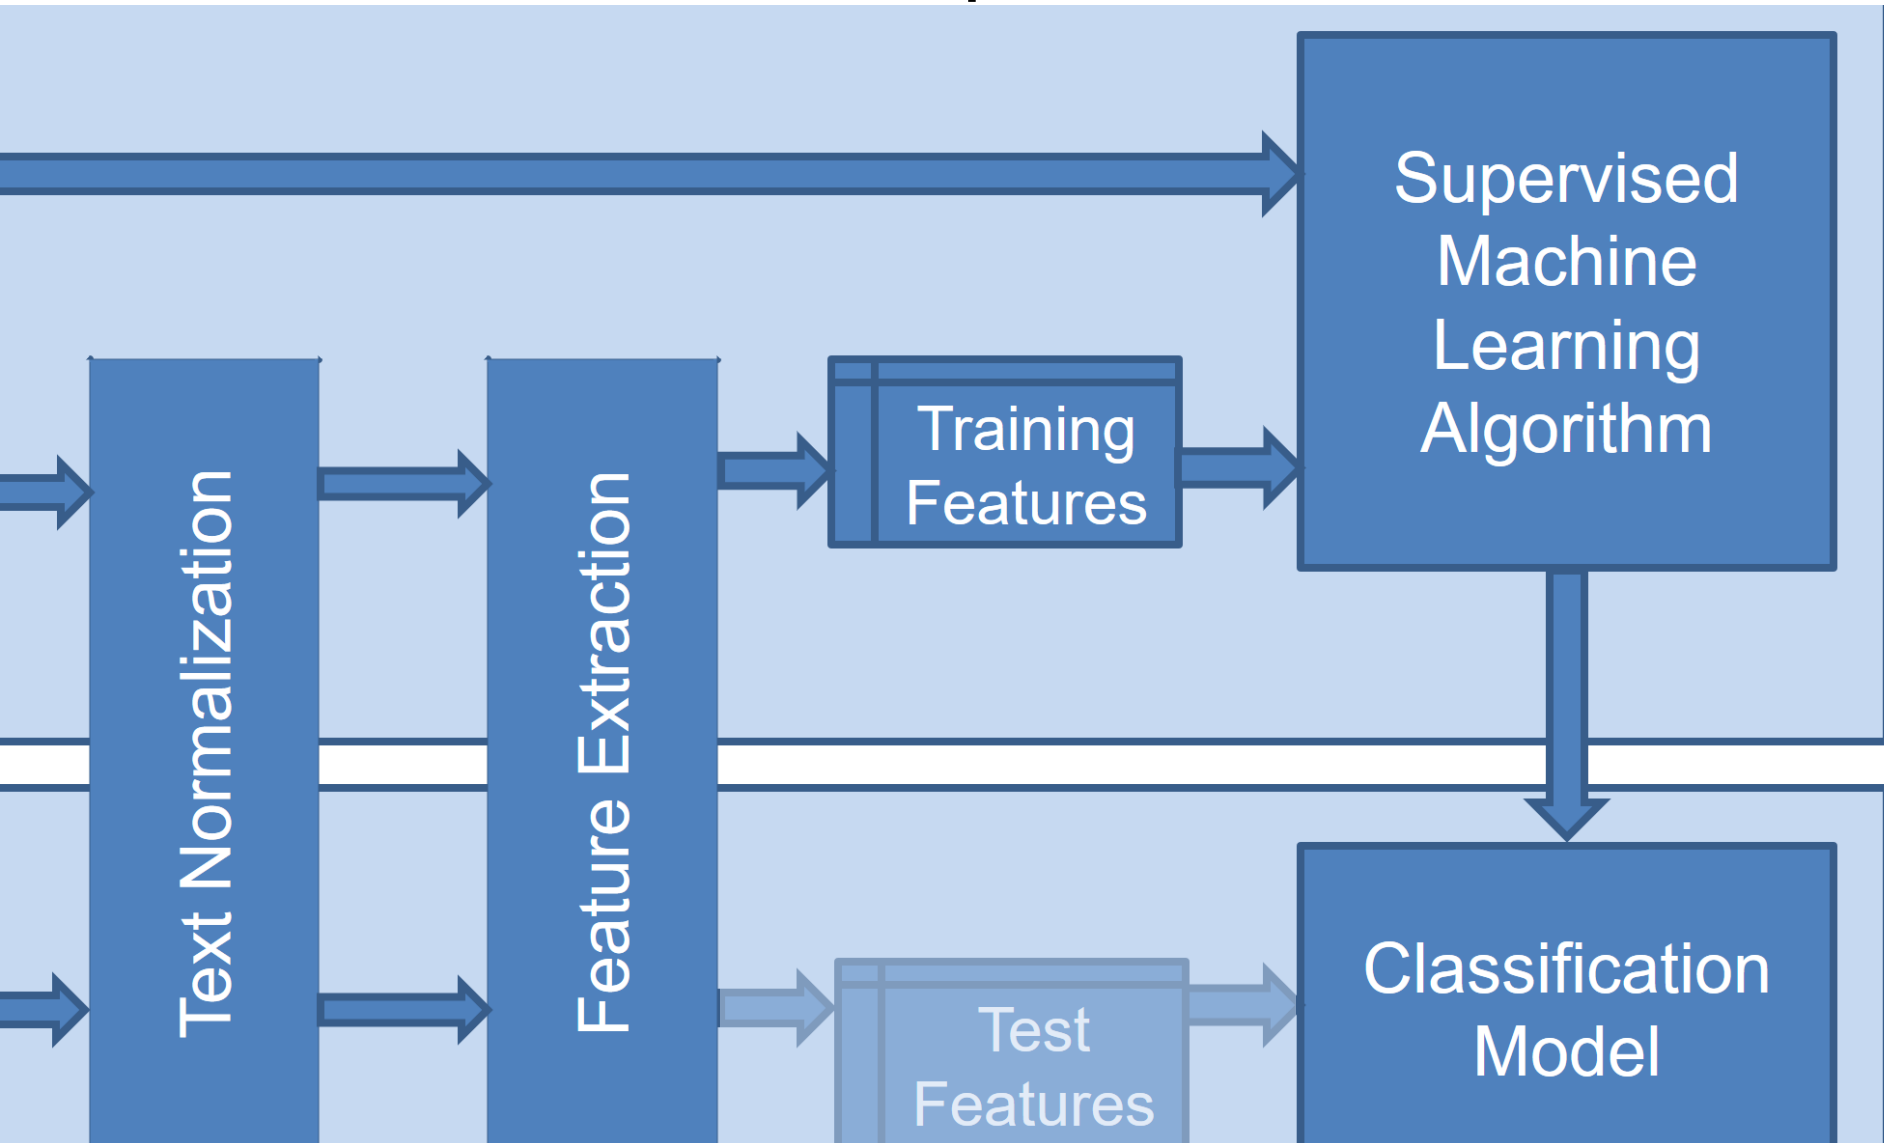 Supervised
Machine
Learning
Algorithm
Training
Features
Text Normalization
Feature Extraction
Classification
Model
Test
Features